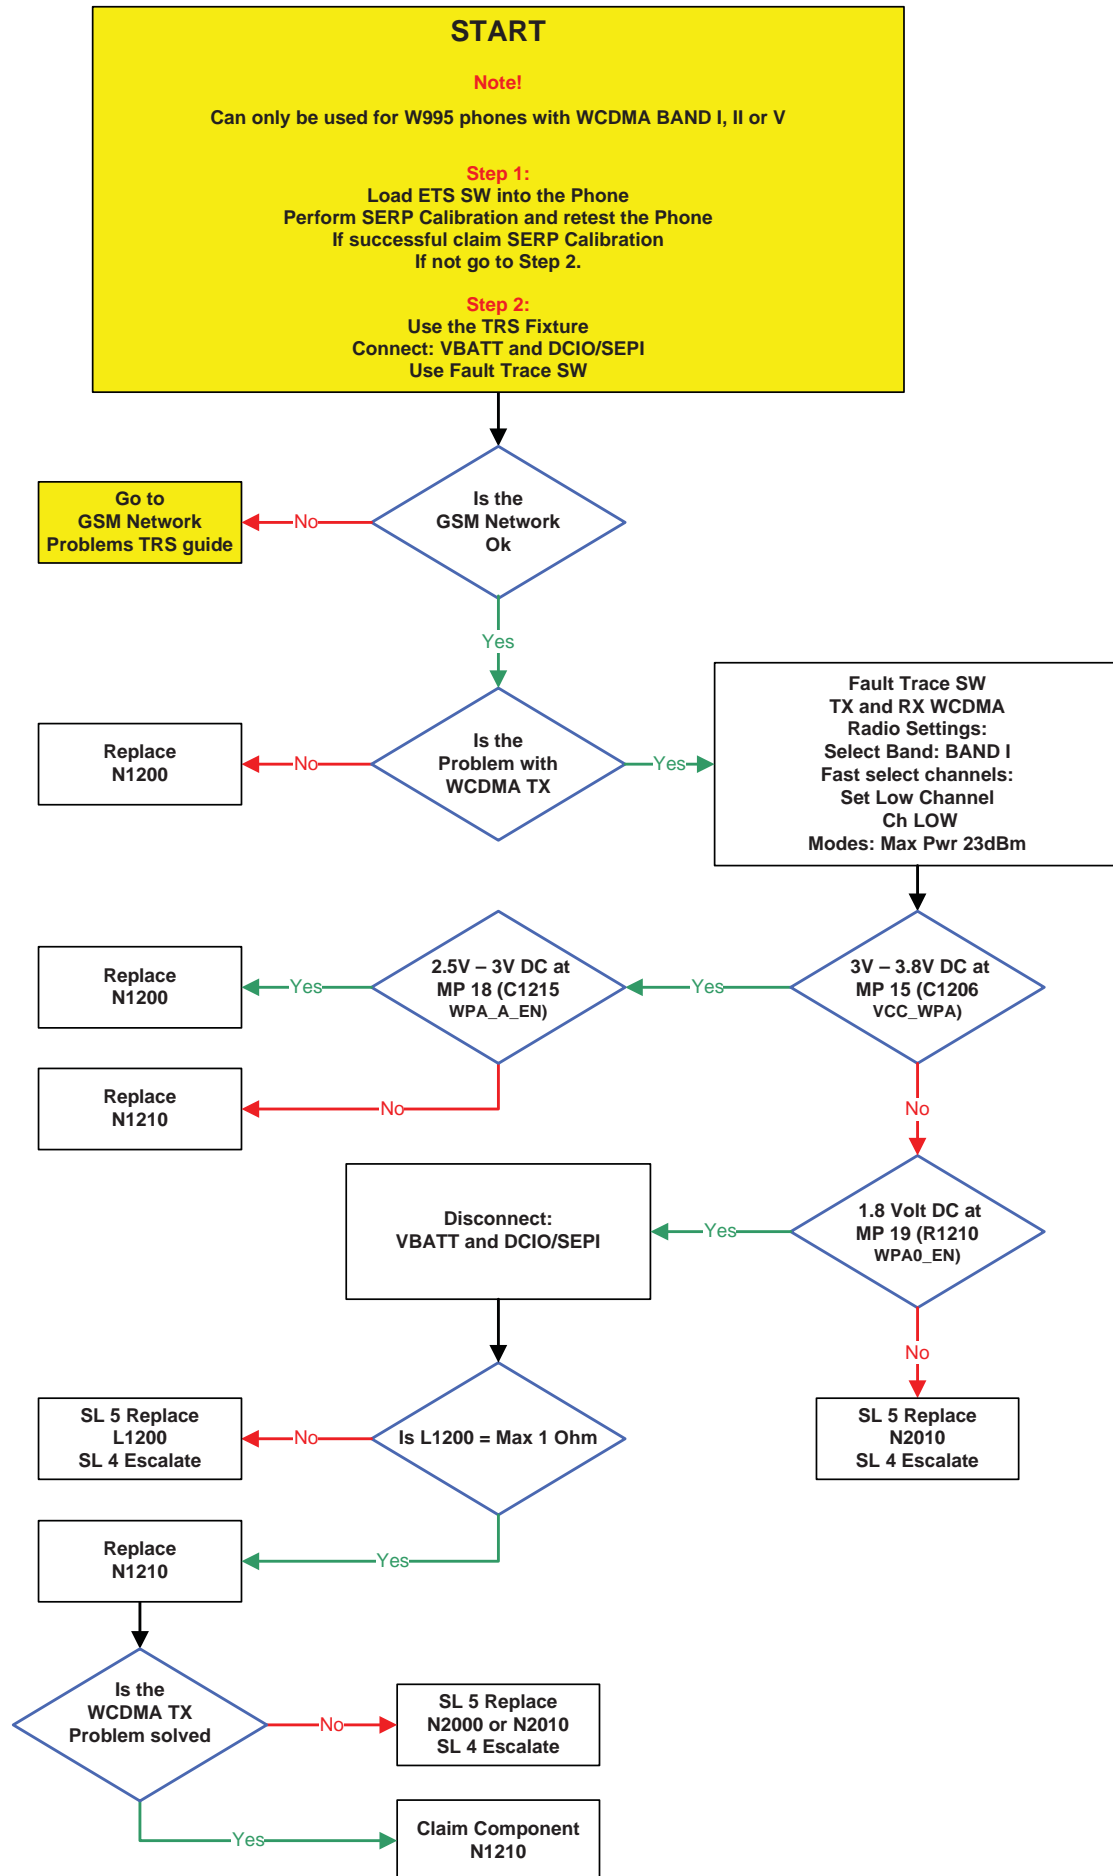 START
Note!
Can only be used for W995 phones with WCDMA BAND I, II or V
Step 1:
Load ETS SW into the Phone
Perform SERP Calibration and retest the Phone
If successful claim SERP Calibration
If not go to Step 2.
Step 2:
Use the TRS Fixture
Connect: VBATT and DCIO/SEPI
Use Fault Trace SW
Is the
GSM Network
Ok
No
Go to
GSM Network
Problems TRS guide
Yes
Is the
Problem with
WCDMA TX
No
Replace
N1200
Yes
Fault Trace SW
TX and RX WCDMA
Radio Settings:
Select Band: BAND I
Fast select channels:
Set Low Channel
Ch LOW
Modes: Max Pwr 23dBm
3V – 3.8V DC at
MP 15 (C1206
VCC_WPA)
Yes
2.5V – 3V DC at
MP 18 (C1215
WPA_A_EN)
Yes
Replace
N1200
No
Replace
N1210
No
1.8 Volt DC at
MP 19 (R1210
WPA0_EN)
Yes
Disconnect:
VBATT and DCIO/SEPI
No
SL 5 Replace
N2010
SL 4 Escalate
Is L1200 = Max 1 Ohm
No
SL 5 Replace
L1200
SL 4 Escalate
Yes
Replace
N1210
Is the
WCDMA TX
Problem solved
No
SL 5 Replace
N2000 or N2010
SL 4 Escalate
Yes
Claim Component
N1210